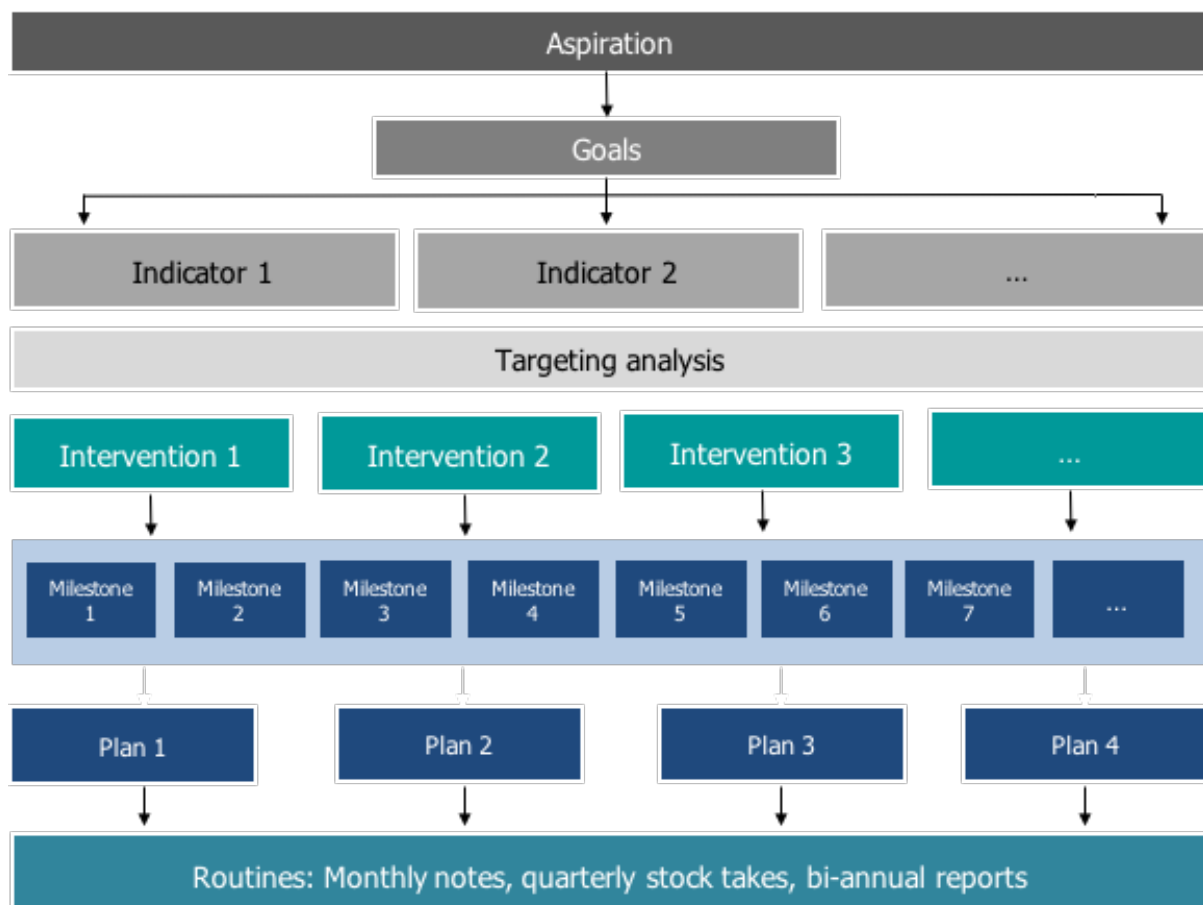 Aspiration
Goals
Indicator 1
Indicator 2
...
Targeting analysis
Intervention 1
Intervention 2
Intervention 3
...
Milestone
1
Milestone
2
Milestone
3
Milestone
4
Milestone
5
Milestone
6
Milestone
7
...
Plan 1
Plan 2
Plan 3
Plan 4
Routines: Monthly notes, quarterly stock takes, bi-annual reports